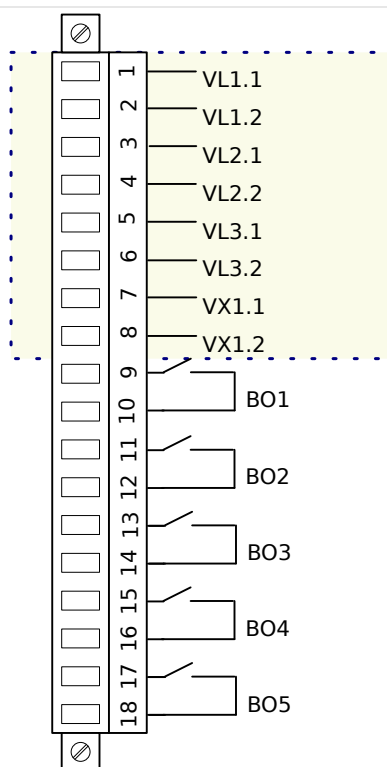 1 VL1.1
2 VL1.2
3 VL2.1
4 VL2.2
5 VL3.1
6 VL3.2
7 VX1.1
8 VX1.2
9
10 BO1
11
12 BO2
13
14 BO3
15
16 BO4
17
18 BO5